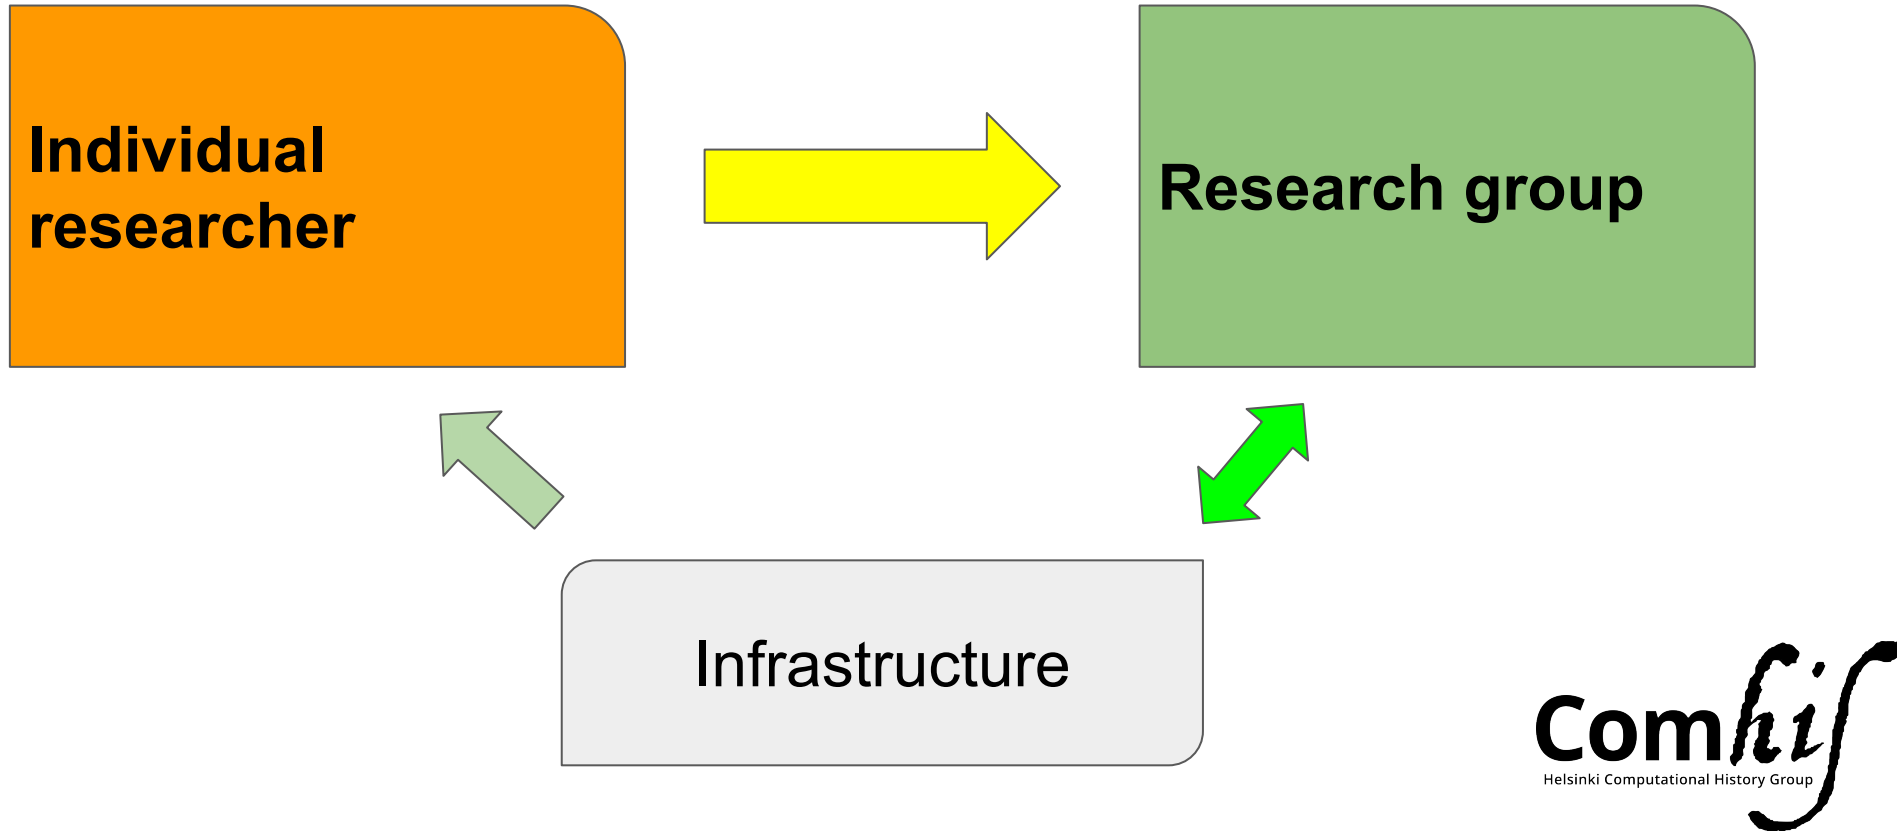 Individual
researcher
Research group
Infrastructure
Comhiſ
Helsinki Computational History Group